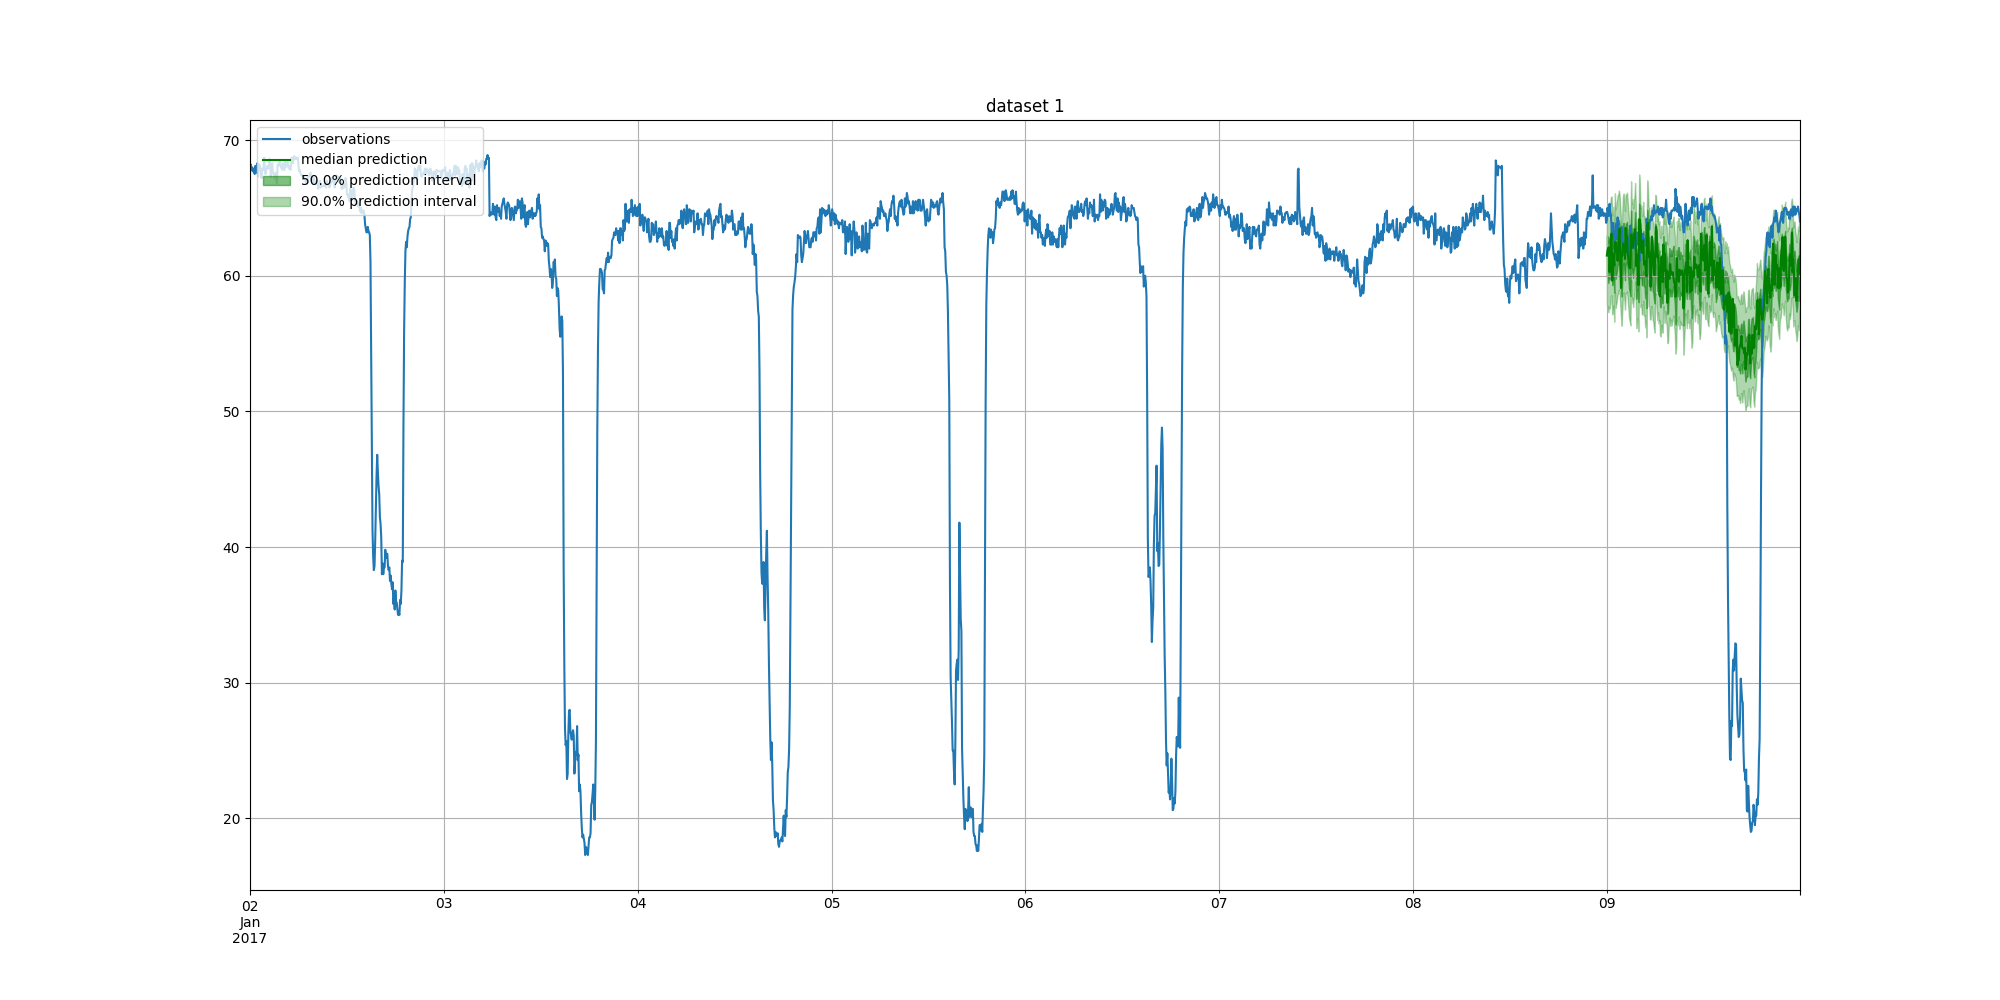 dataset 1
observations
median prediction
50.0% prediction interval
90.0% prediction interval
70
60
50
40
30
20
02
Jan
2017
03
04
05
06
07
08
09